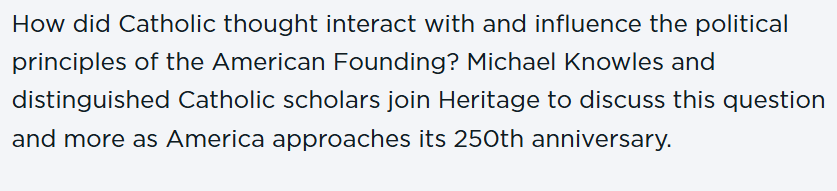 How did Catholic thought interact with and influence the political
principles of the American Founding? Michael Knowles and
distinguished Catholic scholars join Heritage to discuss this question
and more as America approaches its 250th anniversary.